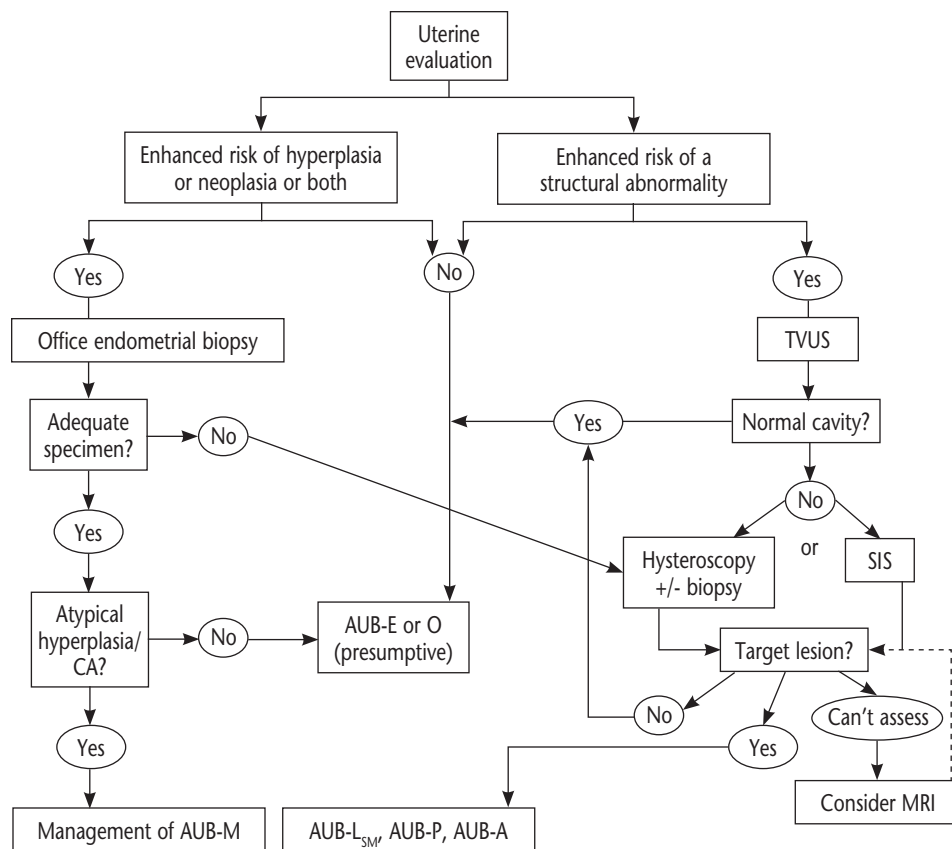 Uterine
evaluation
Enhanced risk of hyperplasia
or neoplasia or both
Enhanced risk of a
structural abnormality
Yes
No
Yes
Office endometrial biopsy
TVUS
Adequate
specimen?
No
Yes
Normal cavity?
Yes
No
or
Hysteroscopy
+/- biopsy
SIS
Atypical
hyperplasia/
CA?
No
AUB-E or O
(presumptive)
Target lesion?
No
Yes
Can't assess
Yes
Consider MRI
Management of AUB-M
AUB-LSM, AUB-P, AUB-A